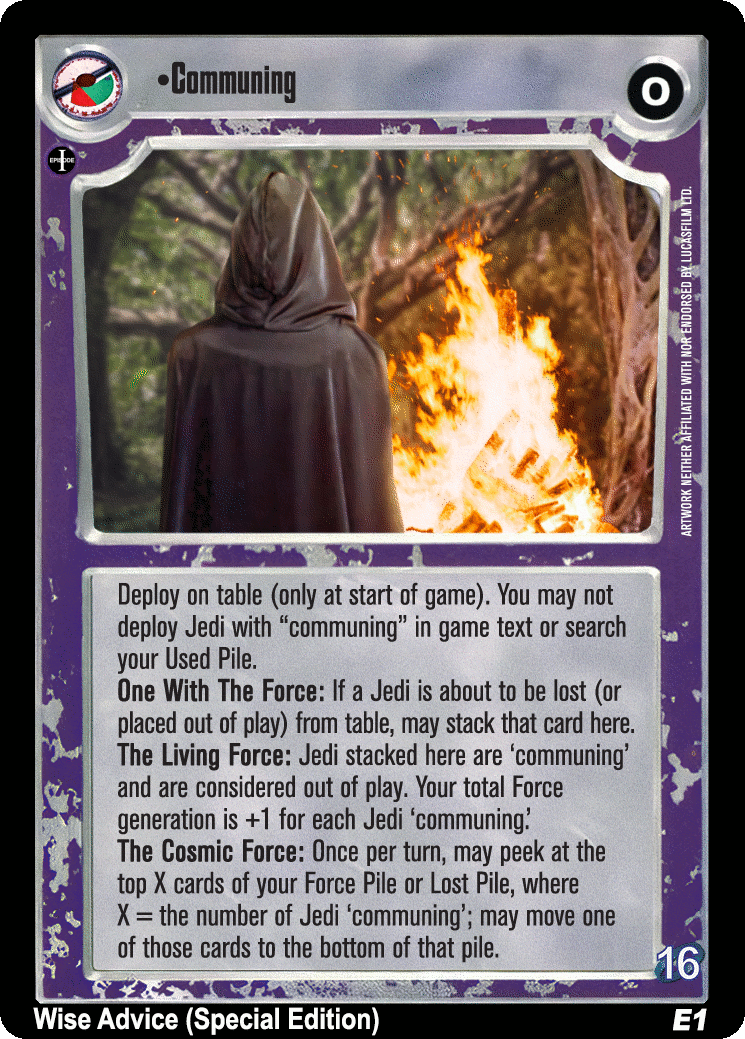 •Communing
0
EPISODE
I
ARTWORK NEITHER AFFILIATED WITH NOR ENDORSED BY LUCASFILM LTD.
Deploy on table (only at start of game). You may not
deploy Jedi with “communing” in game text or search
your Used Pile.
One With The Force: If a Jedi is about to be lost (or
placed out of play) from table, may stack that card here.
The Living Force: Jedi stacked here are ‘communing’
and are considered out of play. Your total Force
generation is +1 for each Jedi ‘communing.’
The Cosmic Force: Once per turn, may peek at the
top X cards of your Force Pile or Lost Pile, where
X = the number of Jedi ‘communing’; may move one
of those cards to the bottom of that pile.
16
Wise Advice (Special Edition)
E1